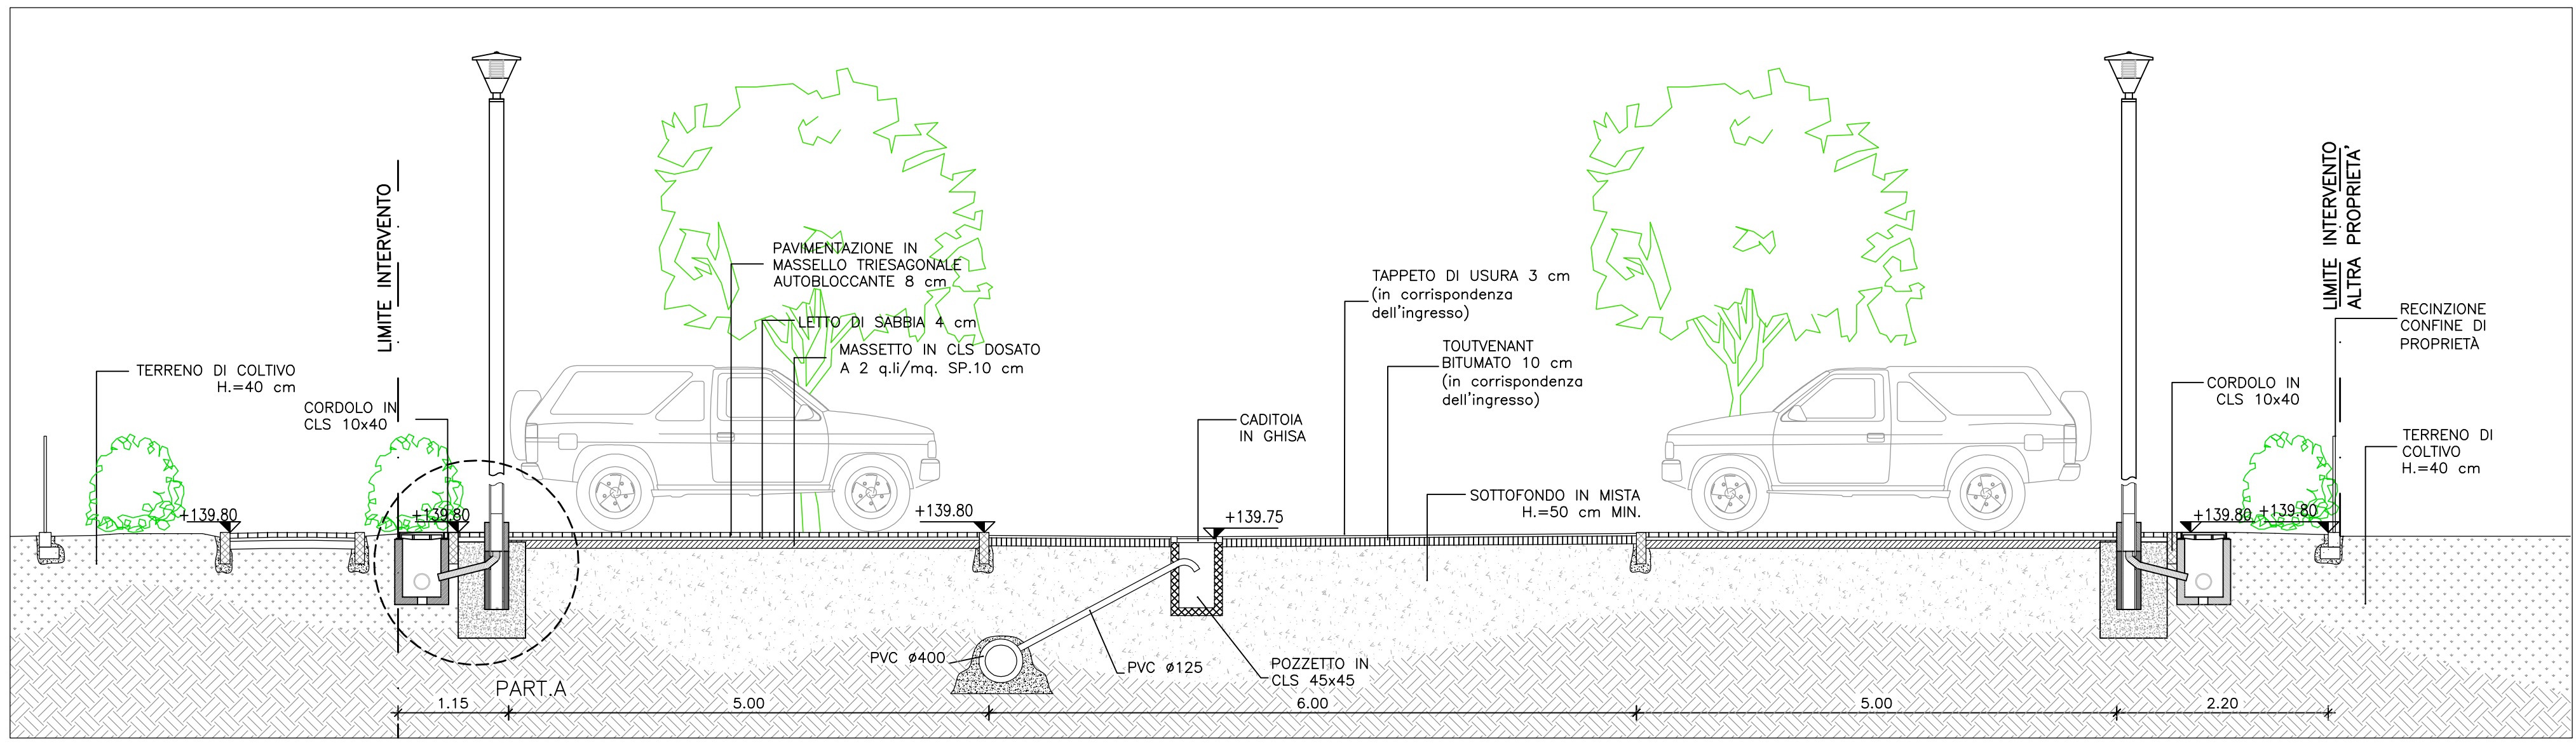 LIMITE INTERVENTO
TERRENO DI COLTIVO
H.=40 cm
CORDOLO IN
CLS 10x40
PAVIMENTAZIONE IN
MASSELLO TRIESAGONALE
AUTOBLOCCANTE 8 cm
LETTO DI SABBIA 4 cm
MASSETTO IN CLS DOSATO
A 2 q.li/mq. SP.10 cm
CADITOIA
IN GHISA
TAPPETO DI USURA 3 cm
(in corrispondenza
dell'ingresso)
TOUTVENANT
BITUMATO 10 cm
(in corrispondenza
dell'ingresso)
SOTTOFONDO IN MISTA
H.=50 cm MIN.
LIMITE INTERVENTO
ALTRA PROPRIETA'
RECINZIONE
CONFINE DI
PROPRIETÀ
CORDOLO IN
CLS 10x40
TERRENO DI
COLTIVO
H.=40 cm
+139.80
+139.80
+139.80
+139.75
+139.80
+139.80
PVC ø400
PVC ø125
POZZETTO IN
CLS 45x45
PART.A
1.15
5.00
6.00
5.00
2.20